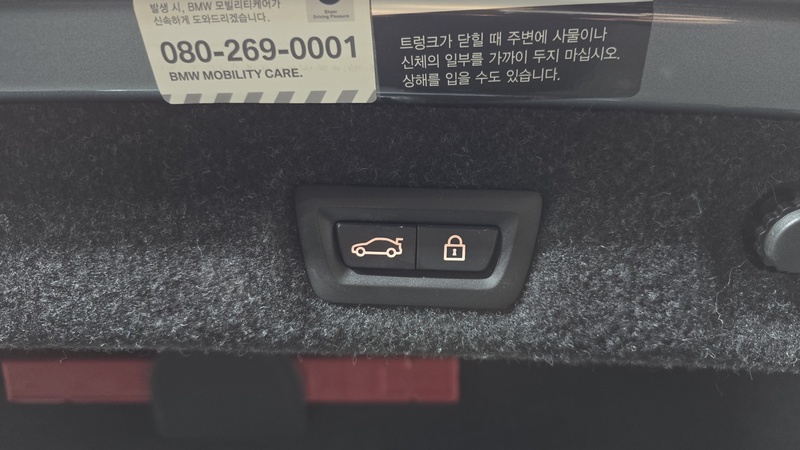 발생 시, BMW 모빌리티케어가
신속하게 도와드리겠습니다.
080-269-0001
BMW MOBILITY CARE.
Sheer
Driving Pleasure
트렁크가 닫힐 때 주변에 사물이나
신체의 일부를 가까이 두지 마십시오.
상해를 입을 수도 있습니다.